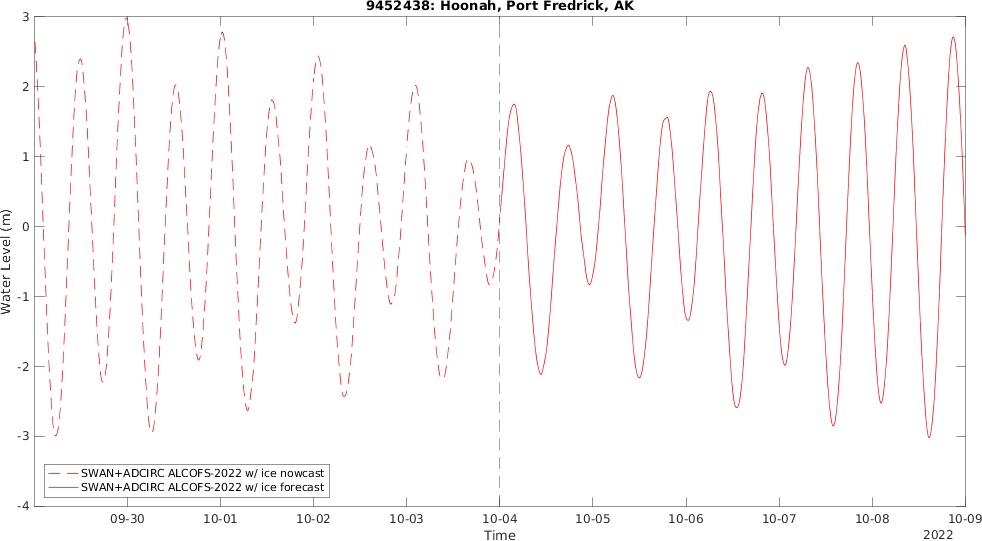 9452438: Hoonah, Port Fredrick, AK
3
2
1
0
-1
-2
-3
-4
Water Level (m)
SWAN+ADCIRC ALCOFS-2022 w/ ice nowcast
SWAN+ADCIRC ALCOFS-2022 w/ ice forecast
09-30 10-01 10-02 10-03 10-04 10-05 10-06 10-07 10-08 10-09
Time
2022